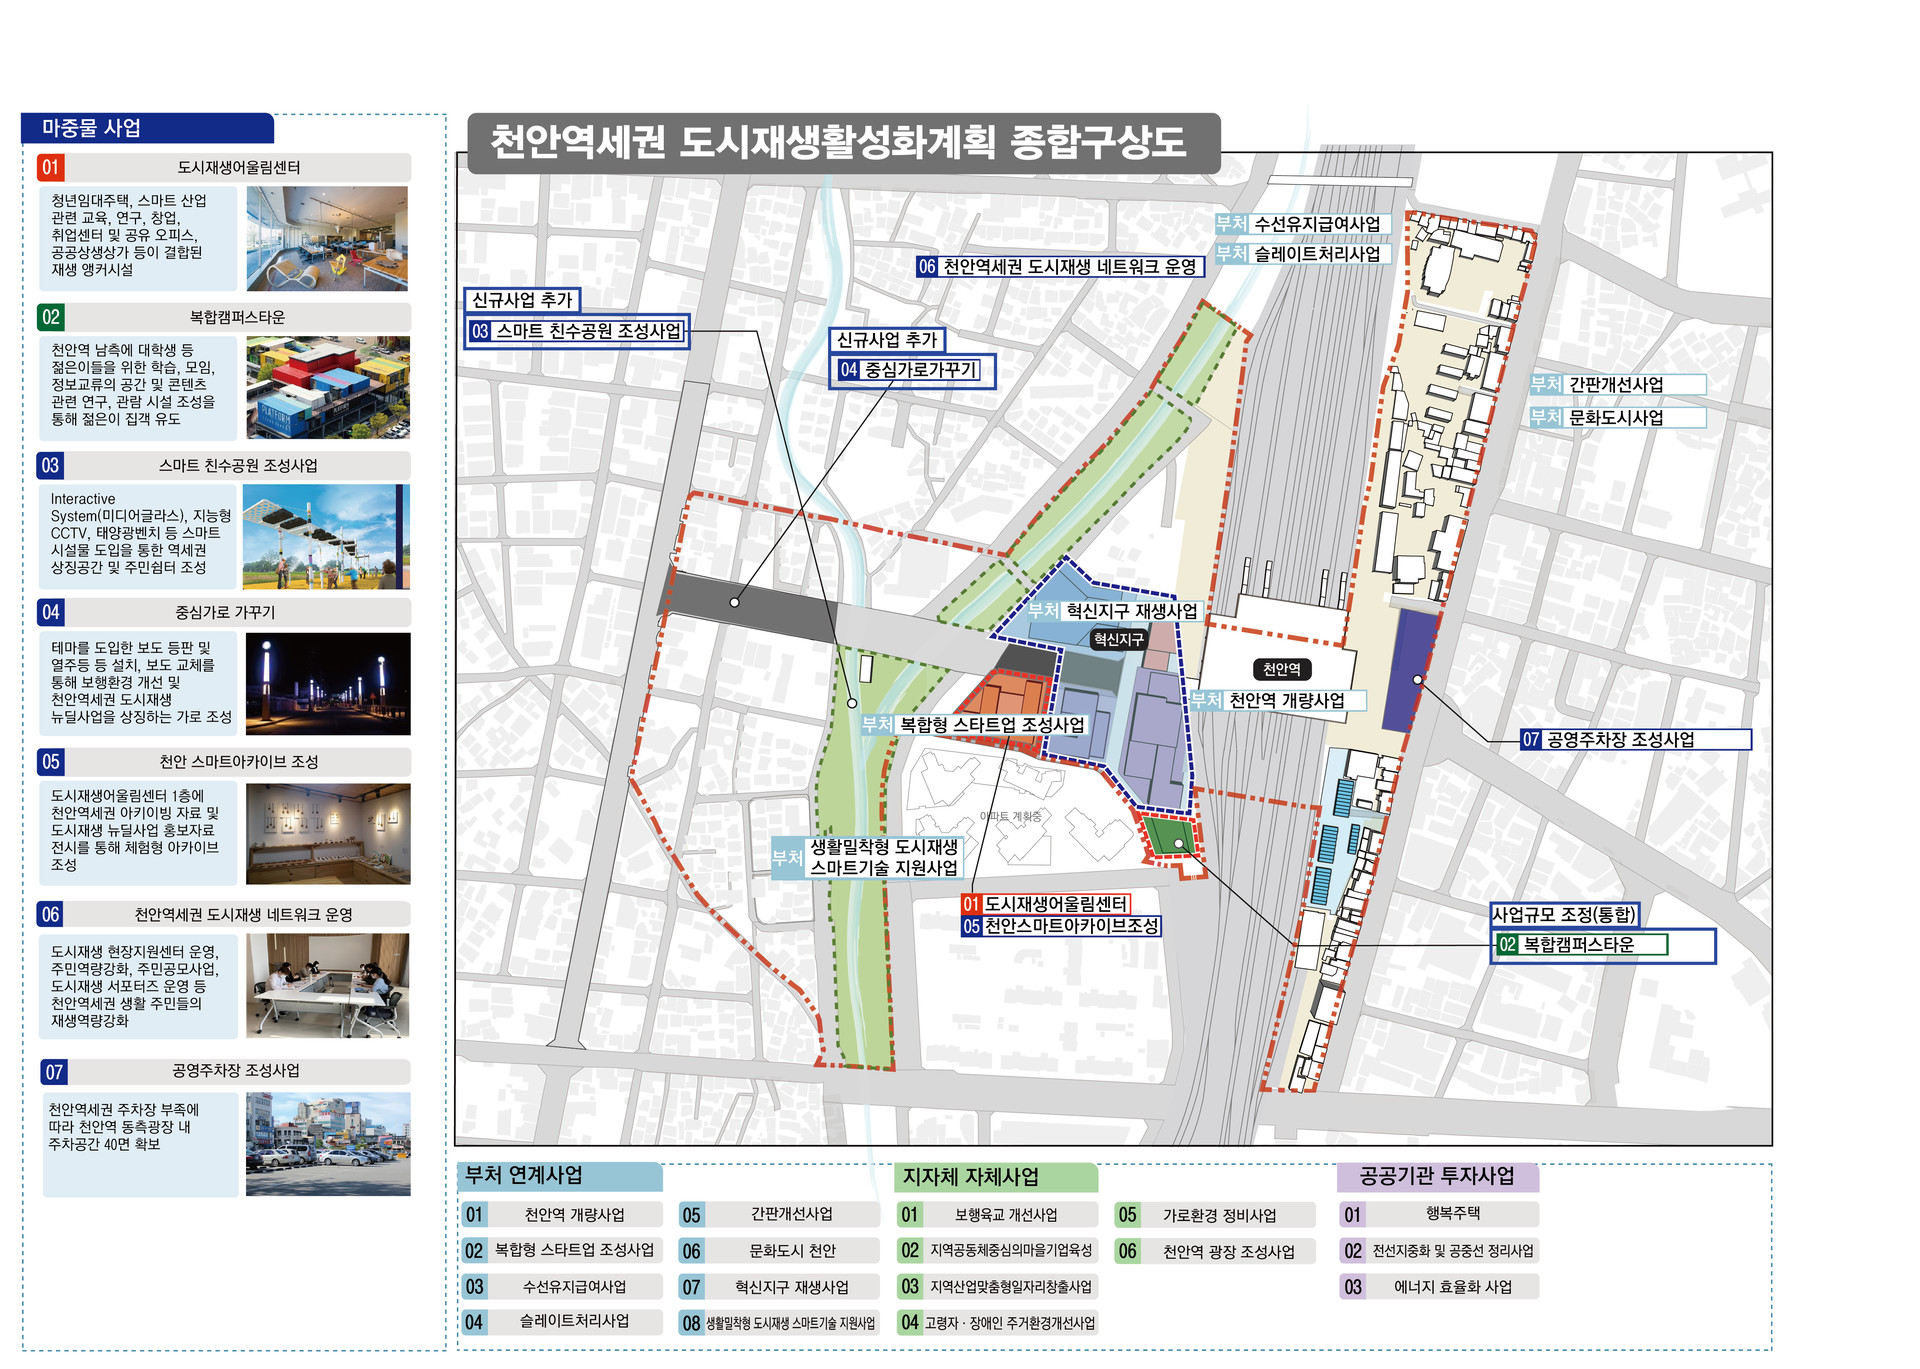 천안역세권 도시재생활성화계획 종합구상도
마중물 사업
01 도시재생어울림센터
청년임대주택, 스마트 산업
관련 교육, 연구, 창업,
취업센터 및 공유 오피스,
공공상생상가 등이 결합된
재생 앵커시설
02 복합캠퍼스타운
천안역 남측에 대학생 등
젊은이들을 위한 학습, 모임,
정보교류의 공간 및 콘텐츠
관련 연구, 관람 시설 조성을
통해 젊은이 집객 유도
PLATFORM
03 스마트 친수공원 조성사업
Interactive
System(미디어글라스), 지능형
CCTV, 태양광벤치 등 스마트
시설물 도입을 통한 역세권
상징공간 및 주민쉼터 조성
04 중심가로 가꾸기
테마를 도입한 보도 등판 및
열주등 등 설치, 보도 교체를
통해 보행환경 개선 및
천안역세권 도시재생
뉴딜사업을 상징하는 가로 조성
05 천안 스마트아카이브 조성
도시재생어울림센터 1층에
천안역세권 아키이빙 자료 및
도시재생 뉴딜사업 홍보자료
전시를 통해 체험형 아카이브
조성
06 천안역세권 도시재생 네트워크 운영
도시재생 현장지원센터 운영,
주민역량강화, 주민공모사업,
도시재생 서포터즈 운영 등
천안역세권 생활 주민들의
재생역량강화
07 공영주차장 조성사업
천안역세권 주차장 부족에
따라 천안역 동측광장 내
주차공간 40면 확보
부처 수선유지급여사업
부처 슬레이트처리사업
06 천안역세권 도시재생 네트워크 운영
신규사업 추가
03 스마트 친수공원 조성사업
신규사업 추가
04 중심가로가꾸기
부처 간판개선사업
부처 문화도시사업
부처 혁신지구 재생사업
혁신지구
천안역
부처 천안역 개량사업
부처 복합형 스타트업 조성사업
07 공영주차장 조성사업
아파트 계획중
부처 생활밀착형 도시재생
스마트기술 지원사업
01 도시재생어울림센터
05 천안스마트아카이브조성
사업규모 조정(통합)
02 복합캠퍼스타운
부처 연계사업
01 천안역 개량사업
02 복합형 스타트업 조성사업
03 수선유지급여사업
04 슬레이트처리사업
05 간판개선사업
06 문화도시 천안
07 혁신지구 재생사업
08 생활밀착형 도시재생 스마트기술 지원사업
지자체 자체사업
01 보행육교 개선사업
02 지역공동체중심의마을기업육성
03 지역산업맞춤형일자리창출사업
04 고령자 · 장애인 주거환경개선사업
05 가로환경 정비사업
06 천안역 광장 조성사업
공공기관 투자사업
01 행복주택
02 전선지중화 및 공중선 정리사업
03 에너지 효율화 사업